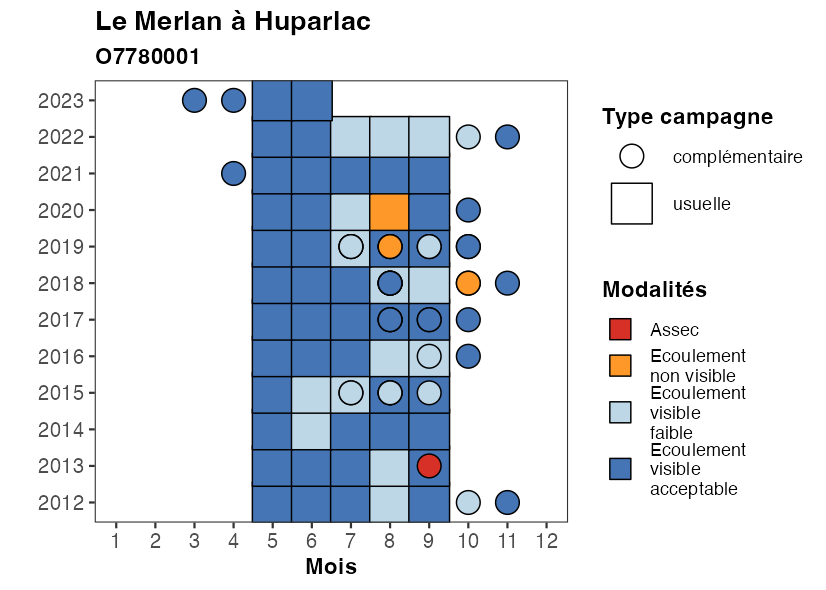 Le Merlan à Huparlac
O7780001
2023
2022
2021
2020
2019
2018
2017
2016
2015
2014
2013
2012
1 2 3 4 5 6 7 8 9 10 11 12
Mois
Type campagne
complémentaire
usuelle
Modalités
Assec
Ecoulement
non visible
Ecoulement
visible
faible
Ecoulement
visible
acceptable